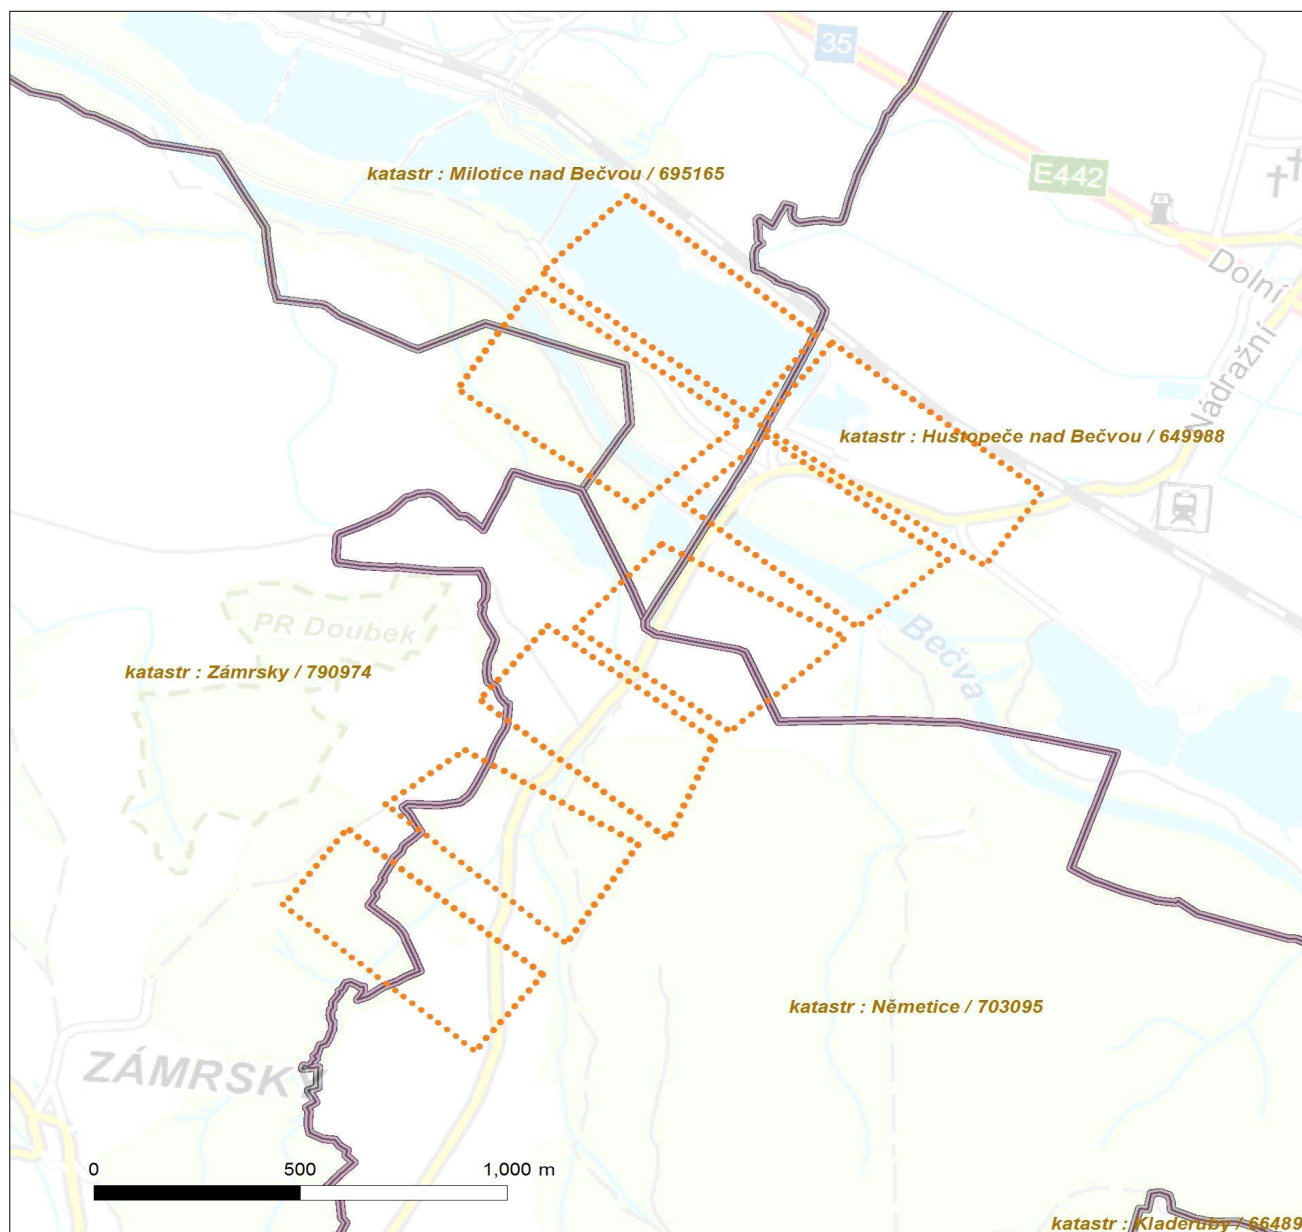 35
katastr : Milotice nad Bečvou / 695165
E442
Dolní
Nádražní
katastr : Hustopeče nad Bečvou / 649988
PR Doubek
Bečva
katastr : Zámrsky / 790974
katastr : Němetice / 703095
ZÁMRSKY
0 500 1,000 m
katastr : Kladeruby / 66489